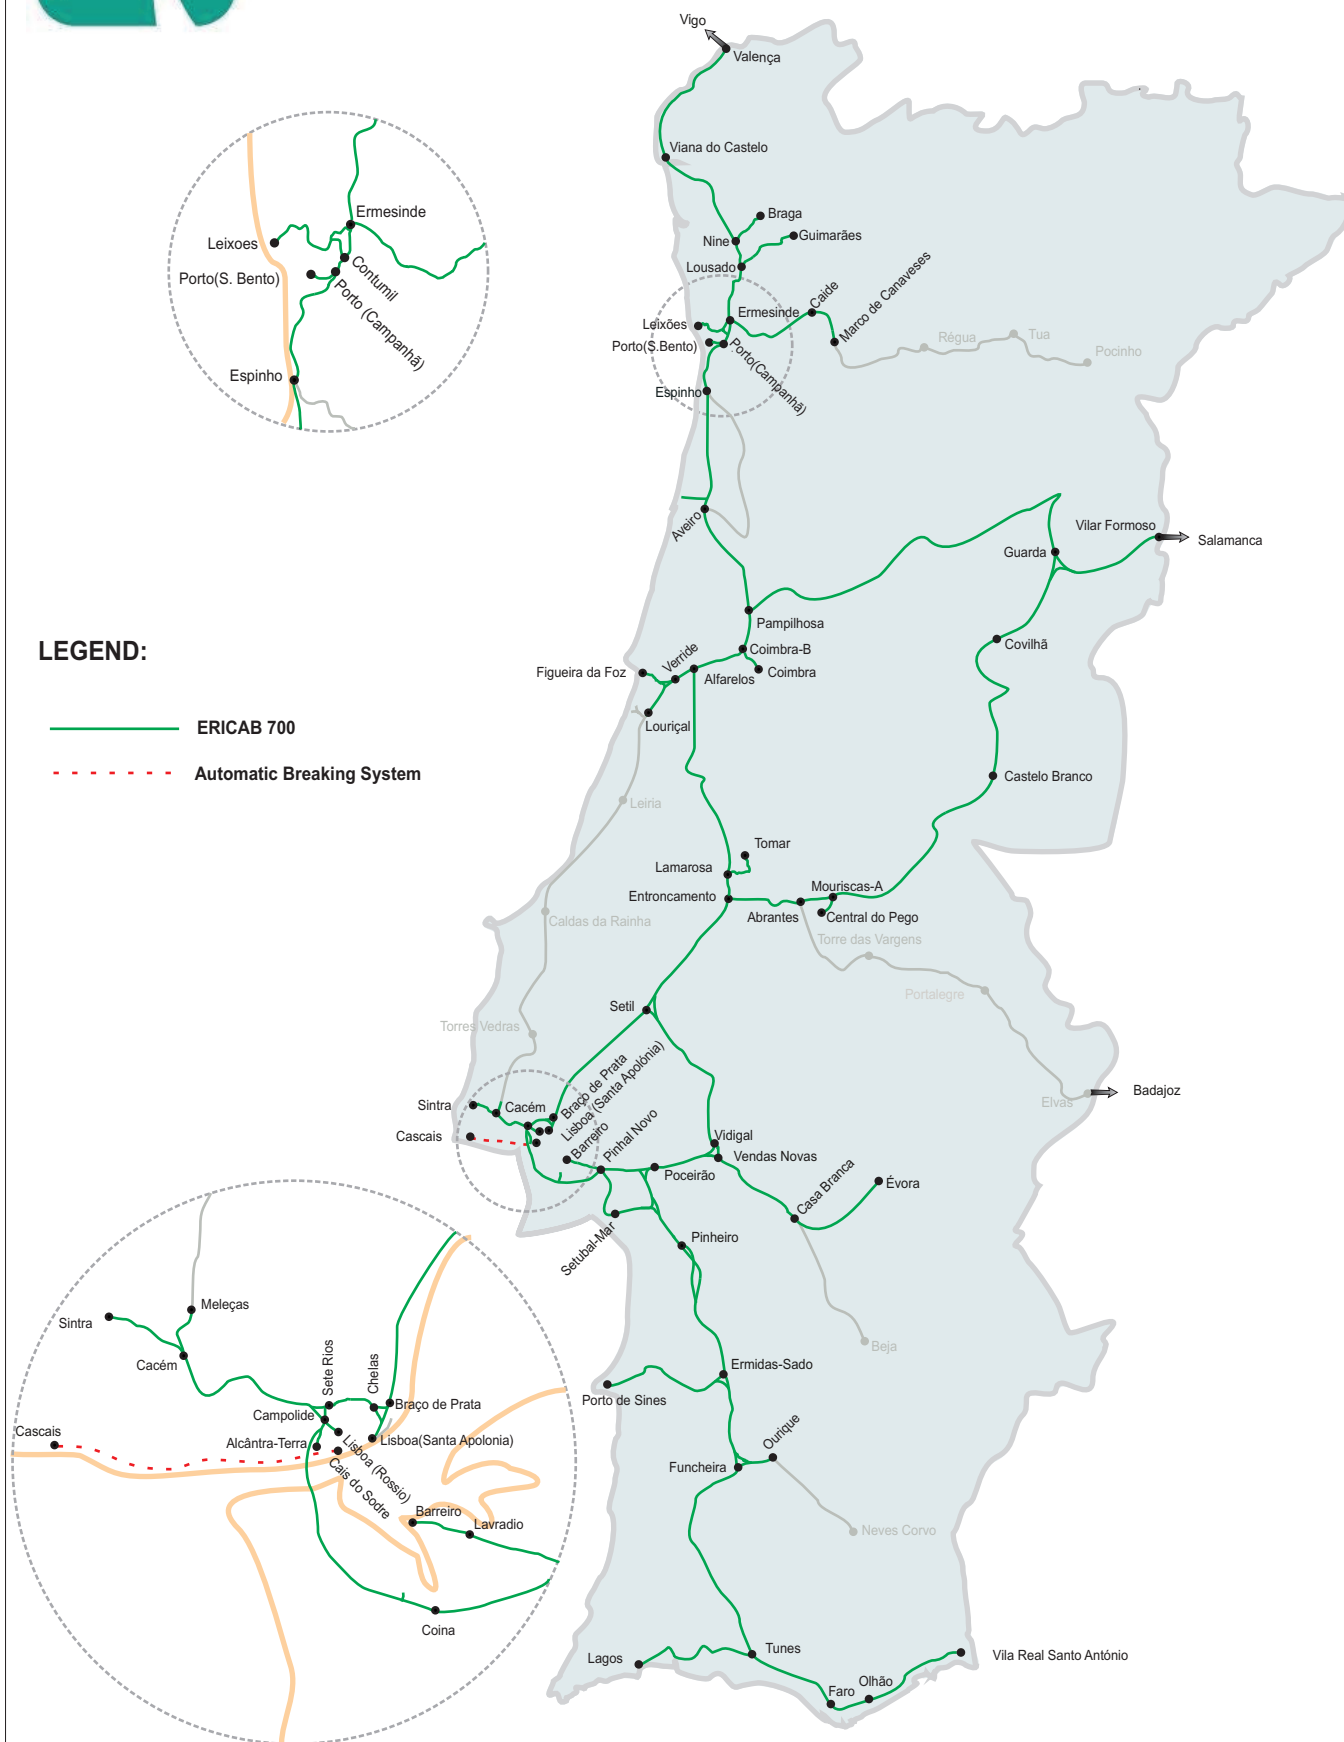 Vigo
Valença
Viana do Castelo
Braga
Guimarães
Nine
Lousado
Ermesinde
Caide
Marco de Canaveses
Leixões
Porto(S.Bento)
Porto(Campanhã)
Régua
Tua
Pocinho
Espinho
Ermesinde
Leixoes
Contumil
Porto(S. Bento)
Porto (Campanhã)
Espinho
Aveiro
Vilar Formoso
Salamanca
Guarda
Pampilhosa
Covilhã
Coimbra-B
Coimbra
Verride
Alfarelos
Figueira da Foz
Louriçal
LEGEND:
ERICAB 700
Automatic Breaking System
Castelo Branco
Leiria
Tomar
Lamarosa
Entroncamento
Mouriscas-A
Abrantes
Central do Pego
Caldas da Rainha
Torre das Vargens
Portalegre
Setil
Torres Vedras
Elvas
Badajoz
Braço de Prata
Lisboa (Santa Apolónia)
Sintra
Cacém
Cascais
Barreiro
Pinhal Novo
Vidigal
Vendas Novas
Poceirão
Casa Branca
Évora
Setubal-Mar
Pinheiro
Beja
Ermidas-Sado
Porto de Sines
Ourique
Funcheira
Neves Corvo
Sintra
Meleças
Cacém
Sete Rios
Chelas
Campolide
Braço de Prata
Cascais
Alcântra-Terra
Lisboa(Santa Apolonia)
Lisboa (Rossio)
Cais do Sodre
Barreiro
Lavradio
Coina
Lagos
Tunes
Faro
Olhão
Vila Real Santo António